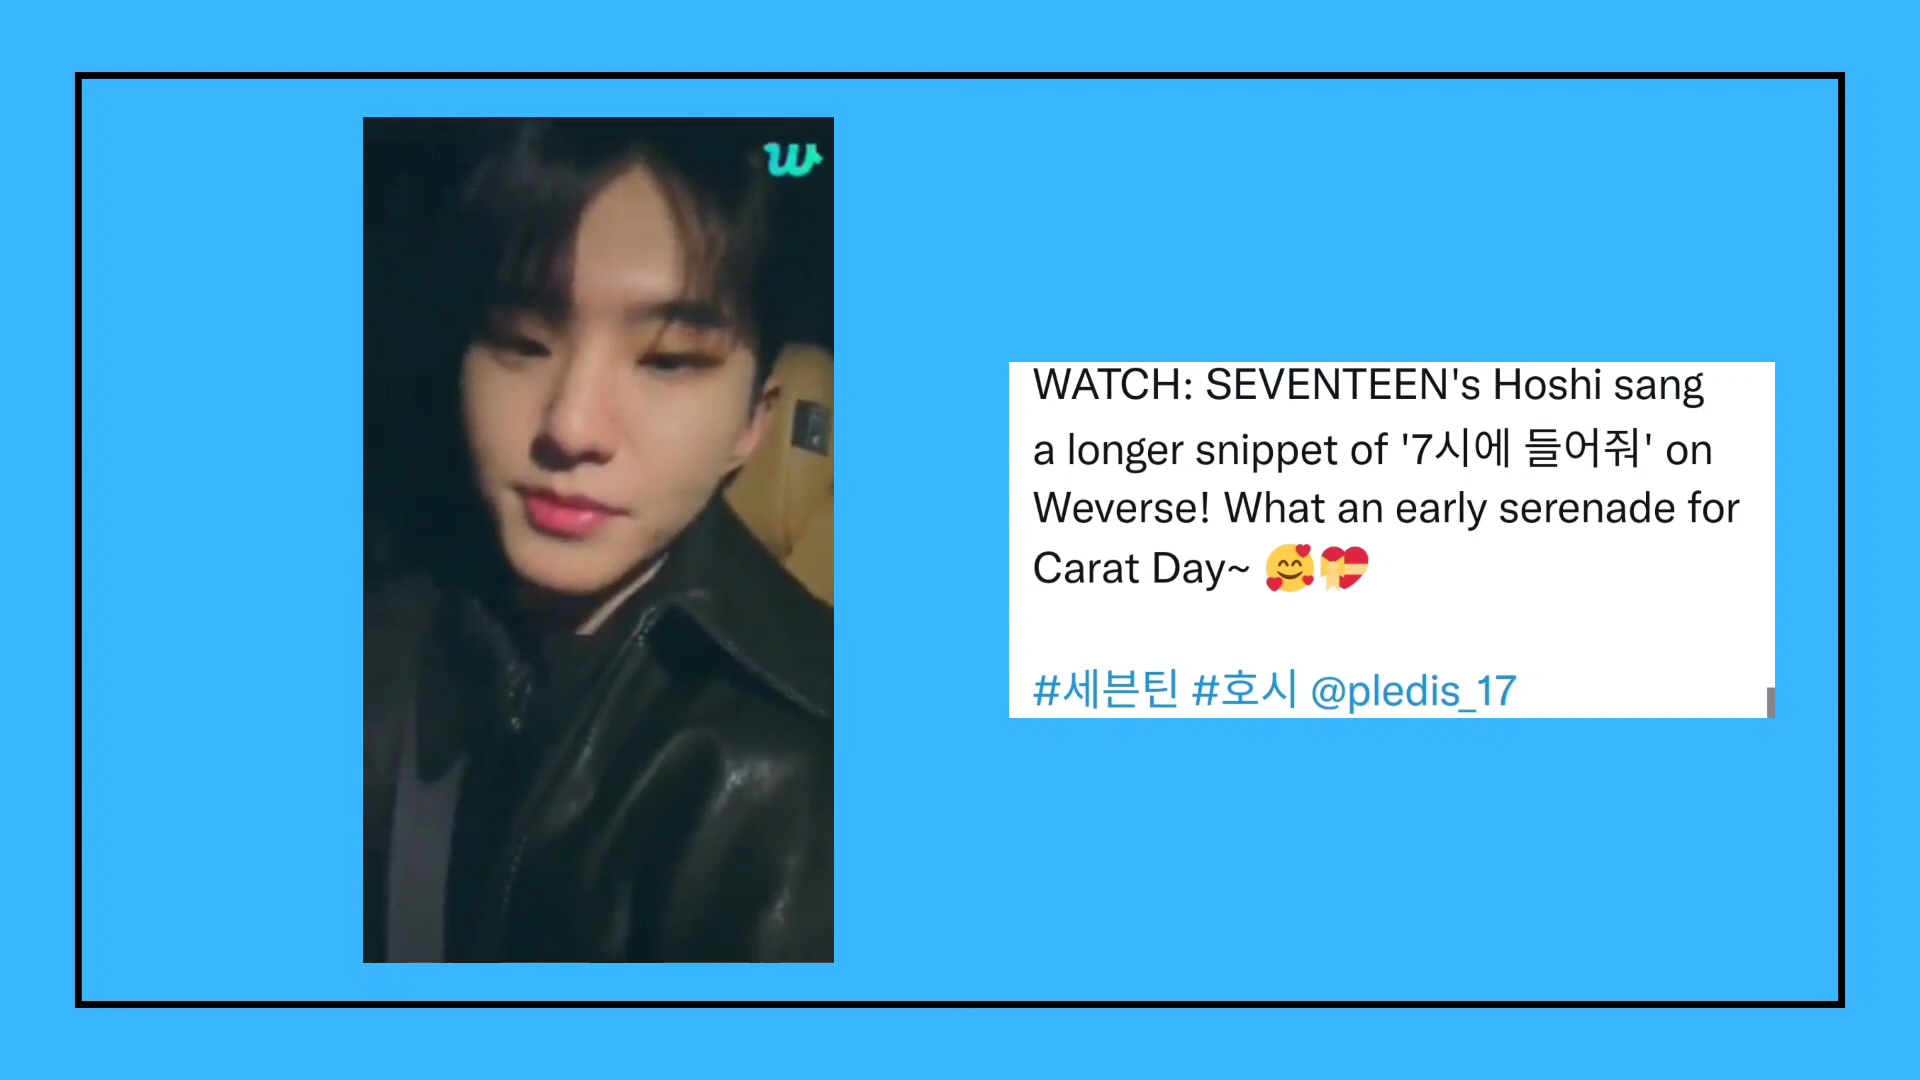 WATCH: SEVENTEEN's Hoshi sang
a longer snippet of '7시에 들어줘' on
Weverse! What an early serenade for
Carat Day~ 🥰💝
#세븐틴 #호시 @pledis_17